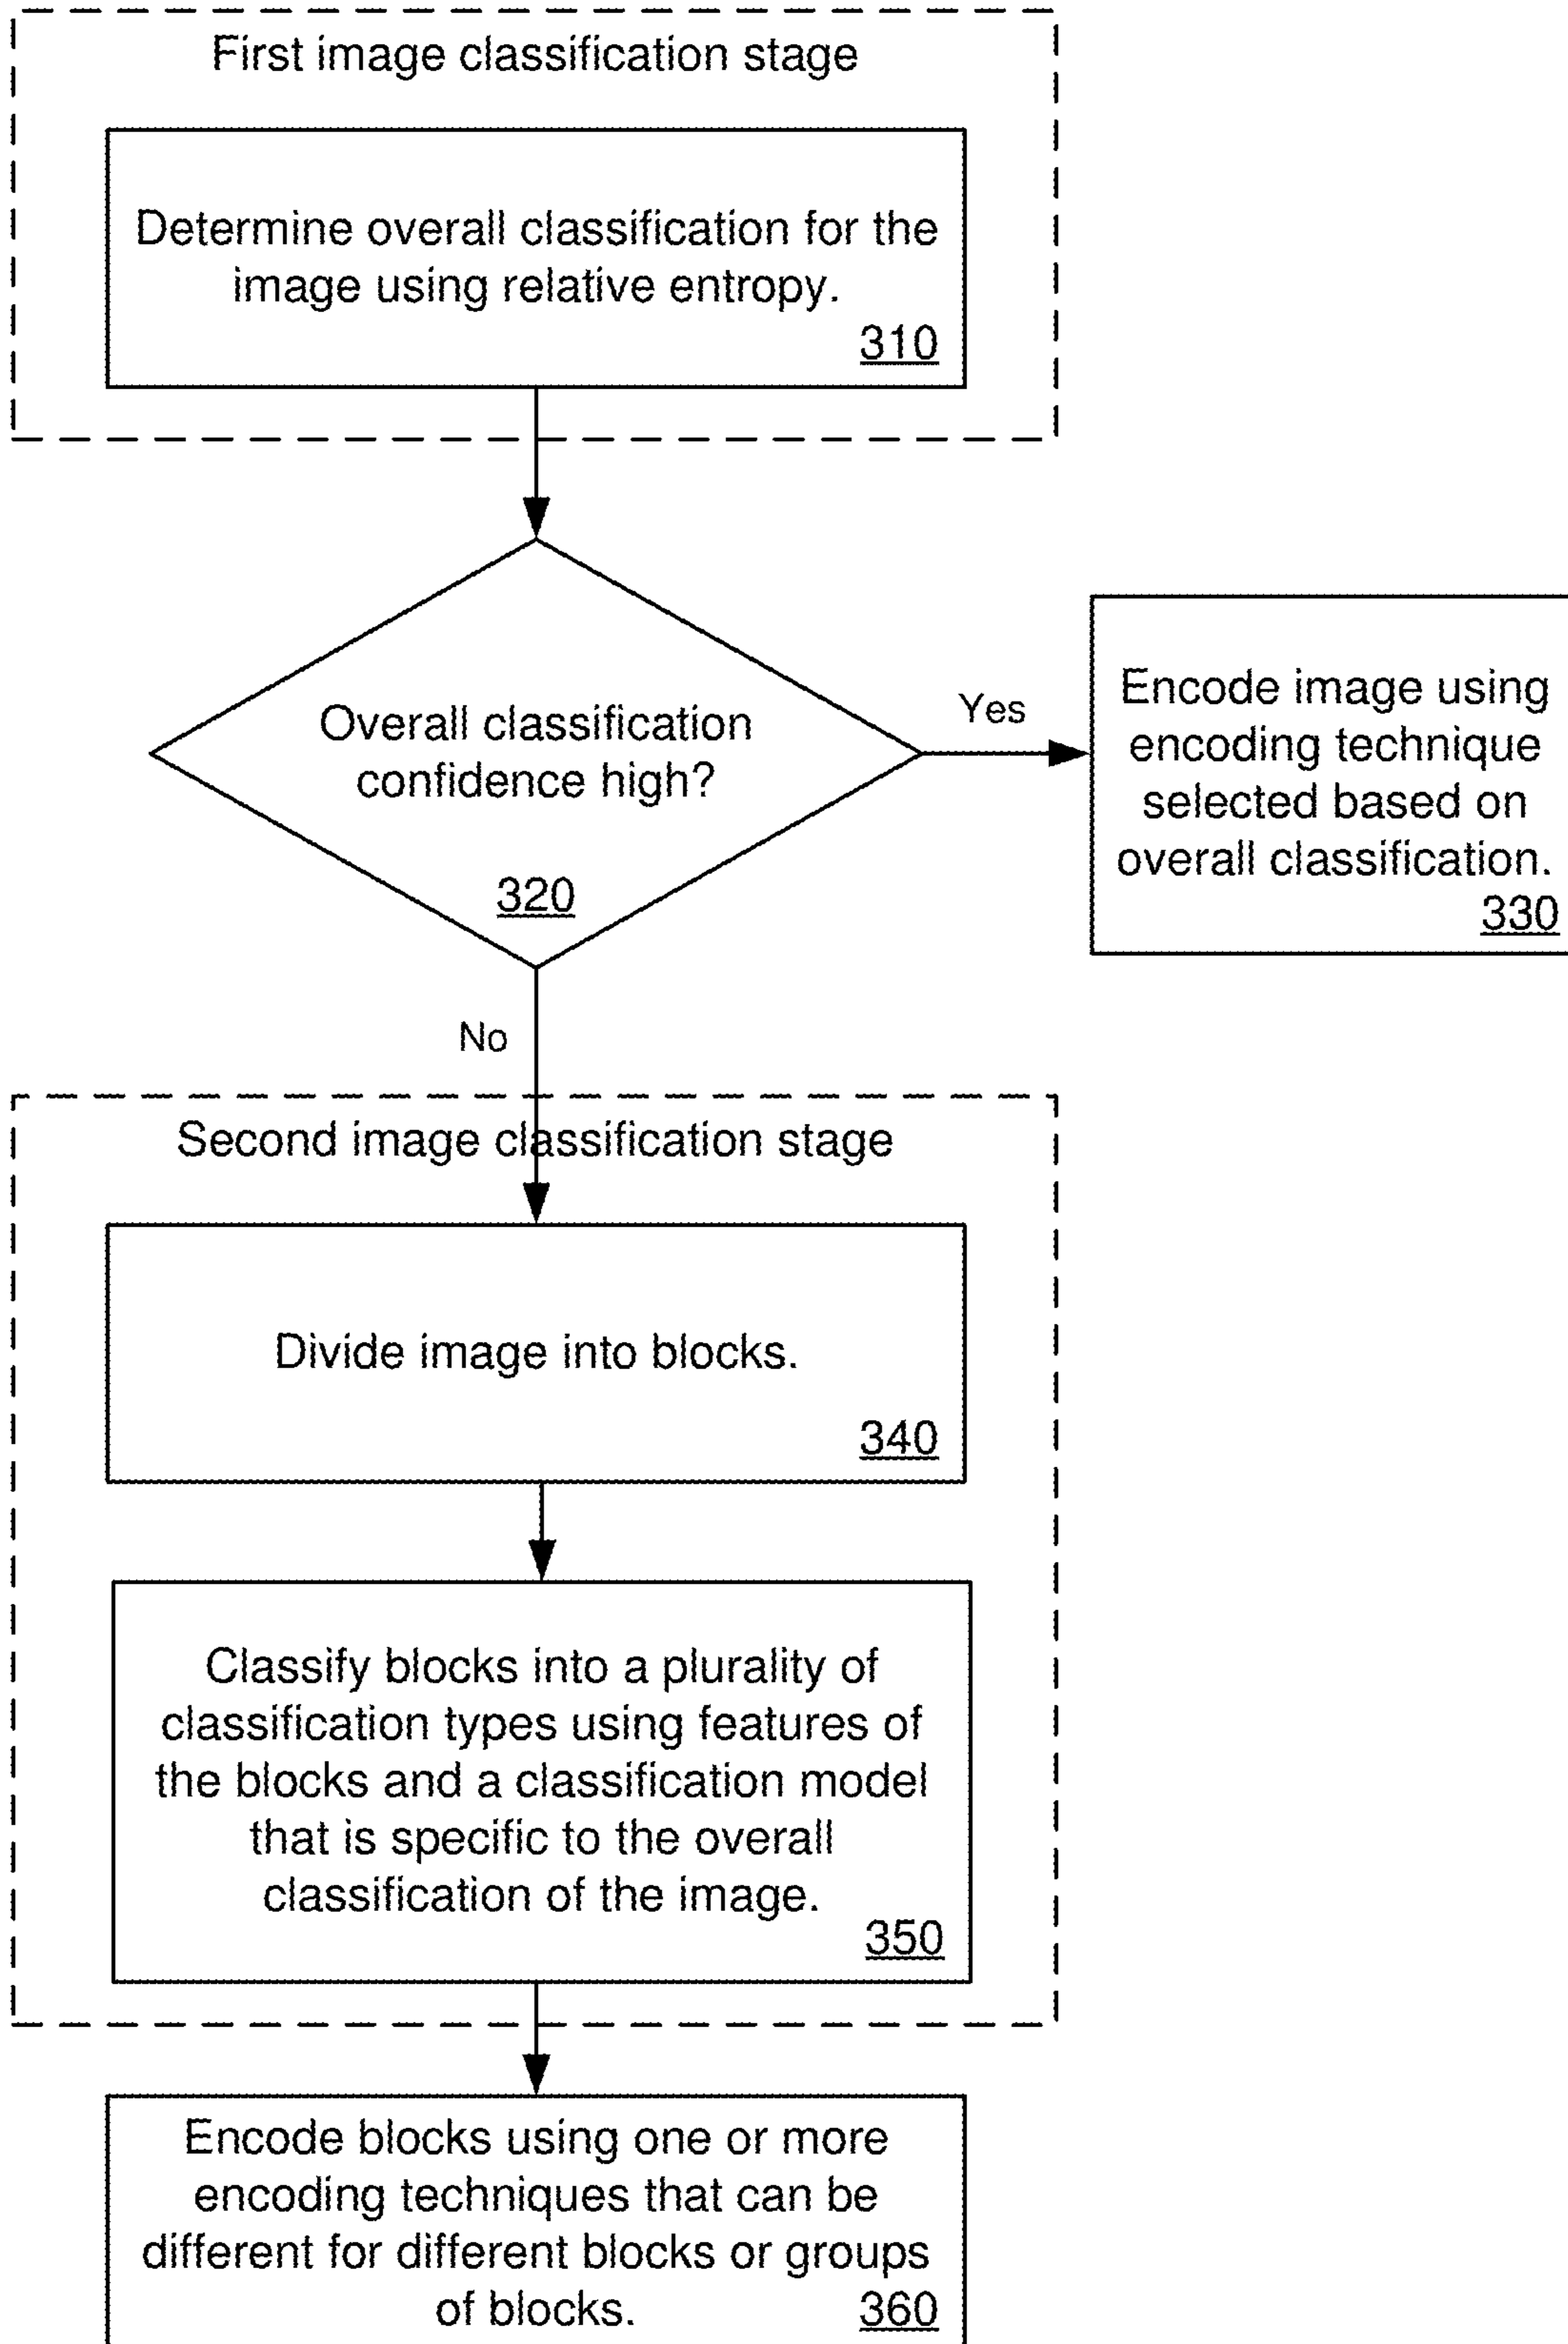 First image classification stage
Determine overall classification for the
image using relative entropy.
310
Overall classification
confidence high?
320
Yes
Encode image using
encoding technique
selected based on
overall classification.
330
No
Second image classification stage
Divide image into blocks.
340
Classify blocks into a plurality of
classification types using features of
the blocks and a classification model
that is specific to the overall
classification of the image.
350
Encode blocks using one or more
encoding techniques that can be
different for different blocks or groups
of blocks.
360